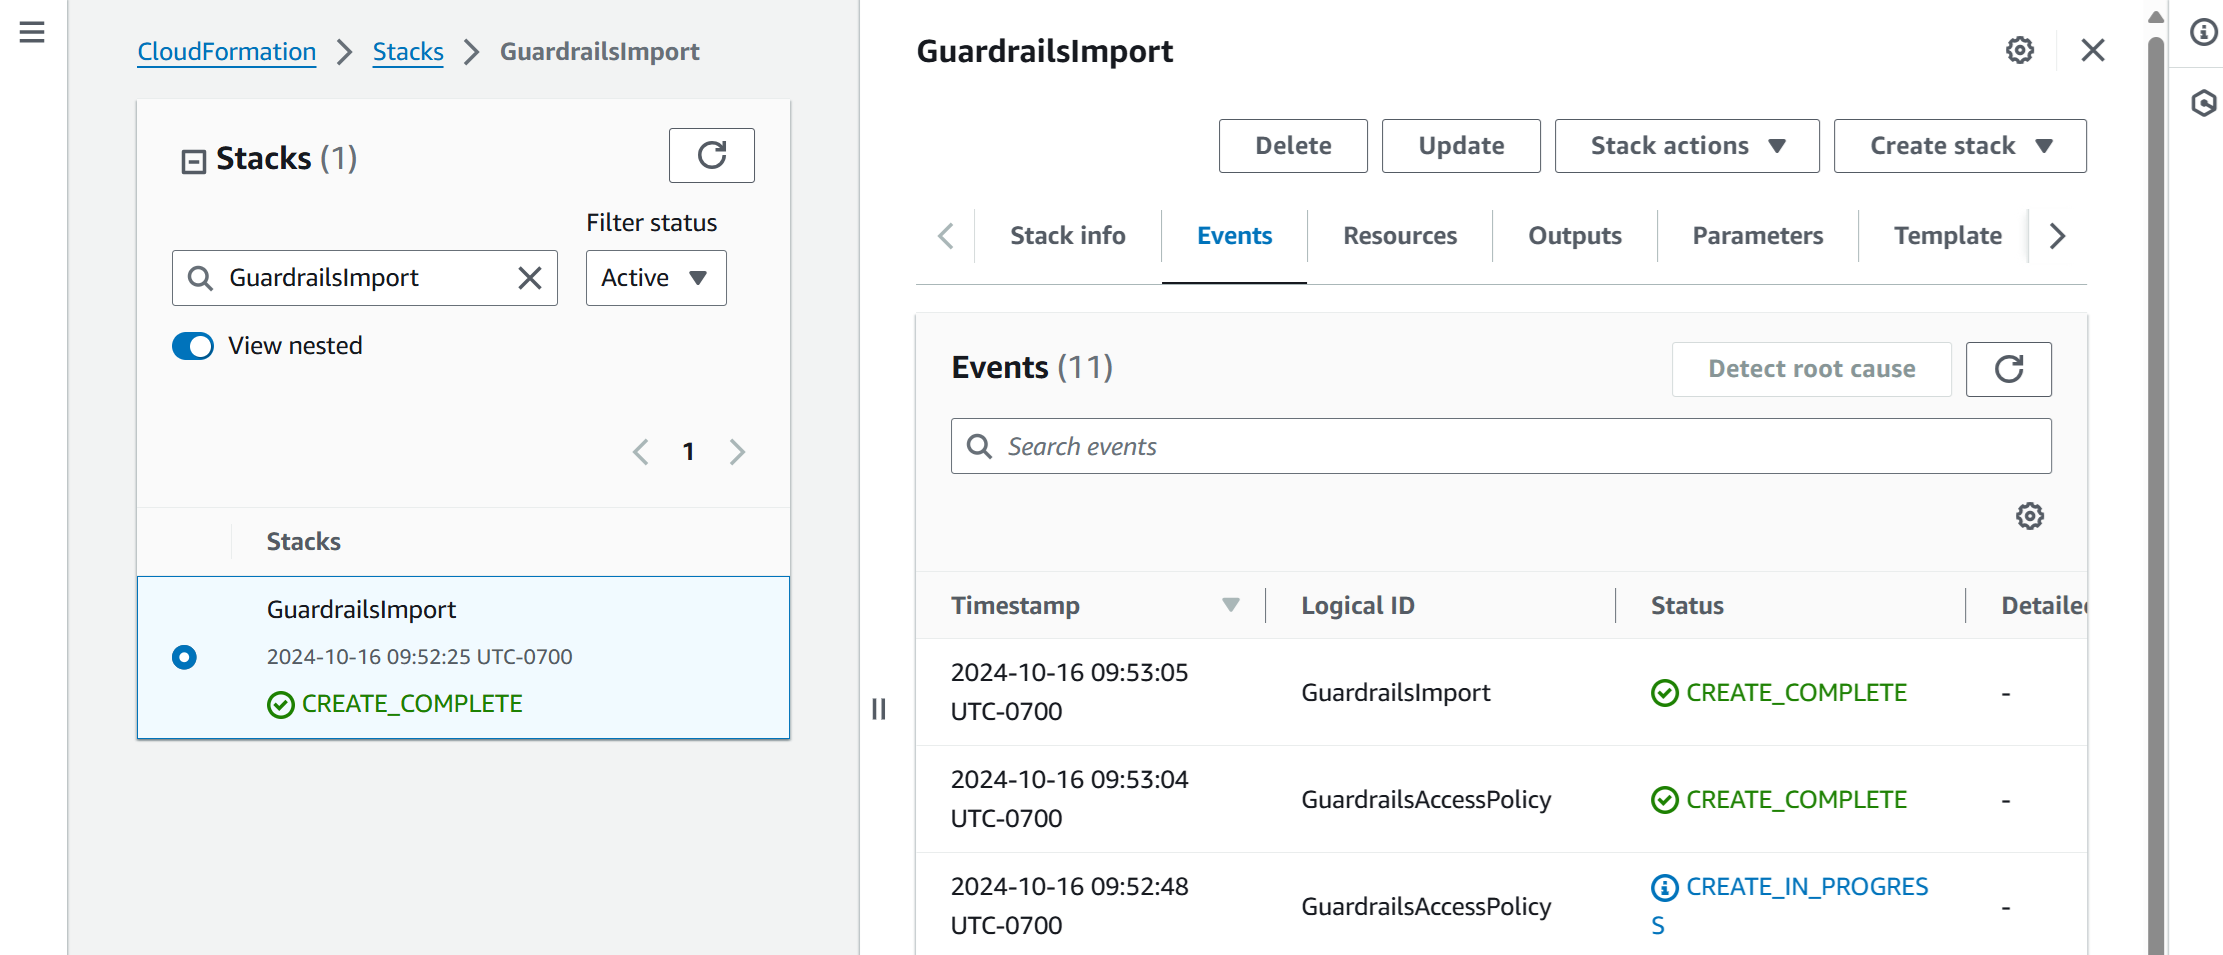 CloudFormation > Stacks > GuardrailsImport
Stacks (1)
Filter status
GuardrailsImport
Active
View nested
1
Stacks
GuardrailsImport
2024-10-16 09:52:25 UTC-0700
CREATE_COMPLETE
GuardrailsImport
Delete
Update
Stack actions
Create stack
Stack info
Events
Resources
Outputs
Parameters
Template
Events (11)
Detect root cause
Search events
Timestamp
Logical ID
Status
Detailed
2024-10-16 09:53:05
UTC-0700
GuardrailsImport
CREATE_COMPLETE
-
2024-10-16 09:53:04
UTC-0700
GuardrailsAccessPolicy
CREATE_COMPLETE
-
2024-10-16 09:52:48
UTC-0700
GuardrailsAccessPolicy
CREATE_IN_PROGRES
S
-